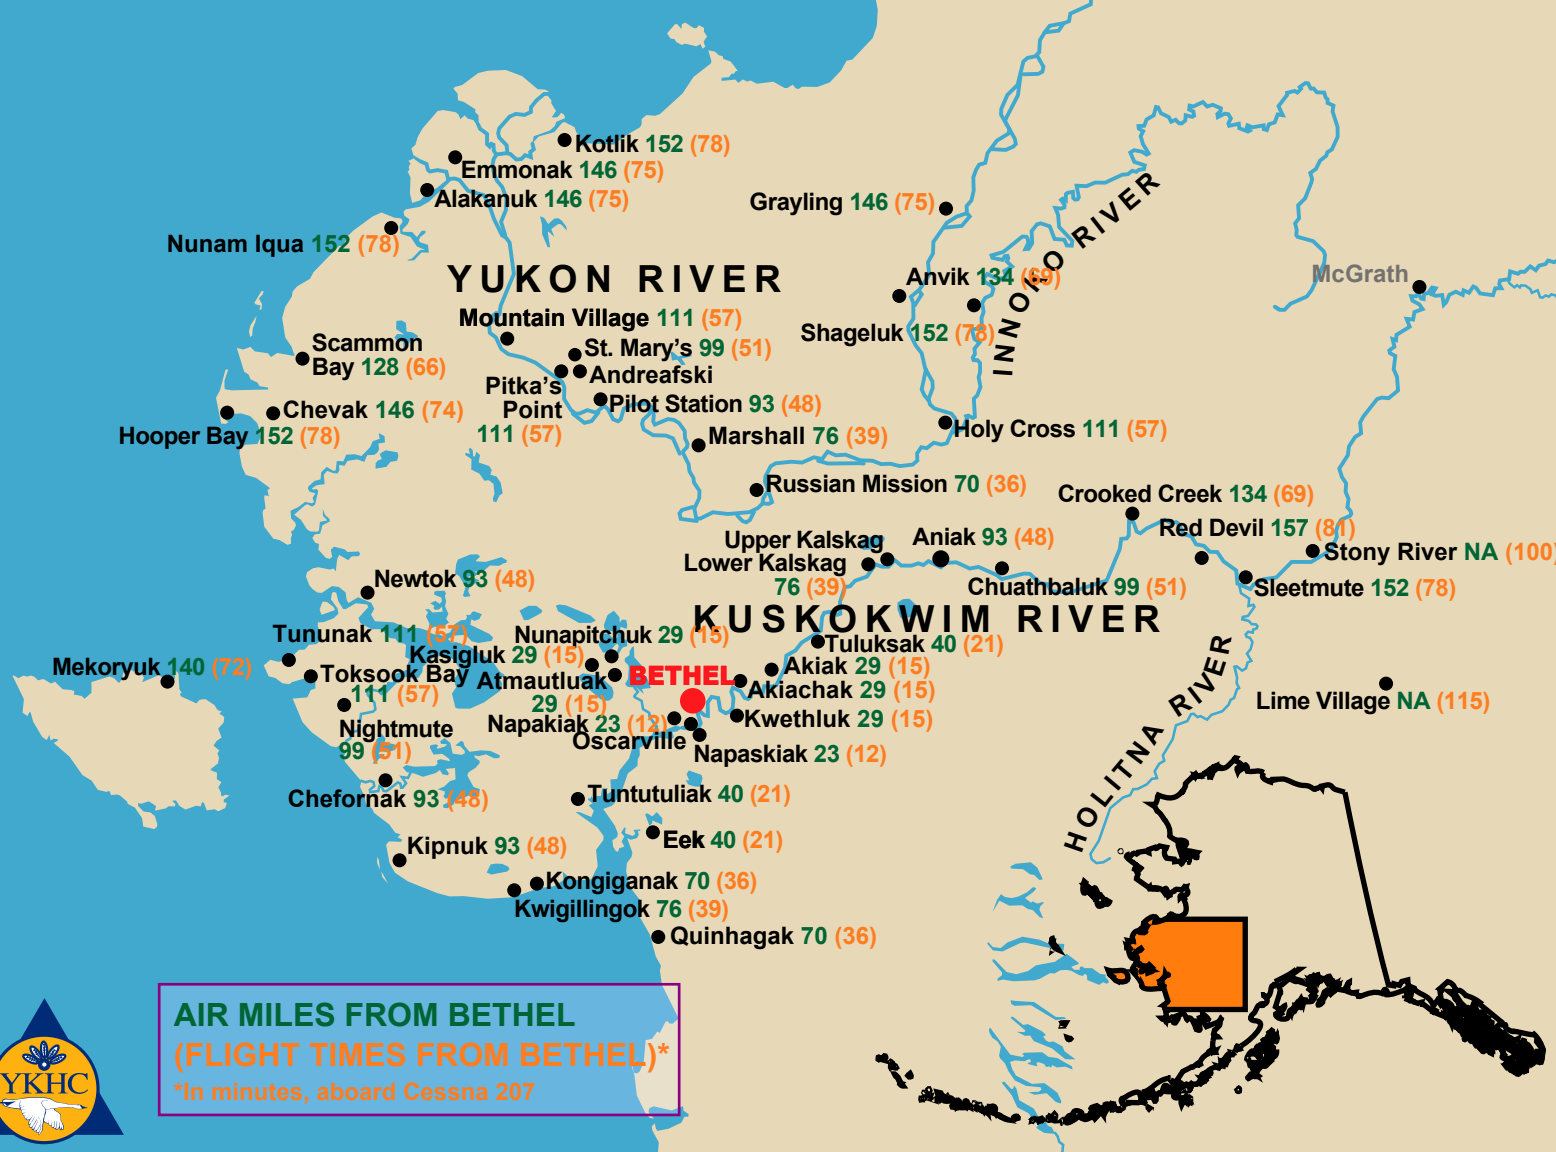 Kotlik 152 (78)
Emmonak 146 (75)
Alakanuk 146 (75)
Nunam Iqua 152 (78)
Grayling 146 (75)
INNOKO RIVER
Anvik 134 (69)
McGrath
YUKON RIVER
Mountain Village 111 (57)
Shageluk 152 (78)
Scammon
Bay 128 (66)
St. Mary's 99 (51)
Andreafski
Pitka's
Point
111 (57)
Pilot Station 93 (48)
Chevak 146 (74)
Hooper Bay 152 (78)
Marshall 76 (39)
Holy Cross 111 (57)
Russian Mission 70 (36)
Crooked Creek 134 (69)
Red Devil 157 (81)
Upper Kalskag
Aniak 93 (48)
Stony River NA (100)
Lower Kalskag
76 (39)
Newtok 93 (48)
Chuathbaluk 99 (51)
Sleetmute 152 (78)
KUSKOKWIM RIVER
Tununak 111 (57)
Nunapitchuk 29 (15)
Tuluksak 40 (21)
HOLITNA RIVER
Kasigluk 29 (15)
Mekoryuk 140 (72)
Toksook Bay
111 (57)
Atmautluak
29 (15)
BETHEL
Akiak 29 (15)
Akiachak 29 (15)
Lime Village NA (115)
Nightmute
99 (51)
Napakiak 23 (12)
Kwethluk 29 (15)
Oscarville
Napaskiak 23 (12)
Chefornak 93 (48)
Tuntutuliak 40 (21)
Eek 40 (21)
Kipnuk 93 (48)
Kongiganak 70 (36)
Kwigillingok 76 (39)
Quinhagak 70 (36)
AIR MILES FROM BETHEL
(FLIGHT TIMES FROM BETHEL)*
*In minutes, aboard Cessna 207
YKHC